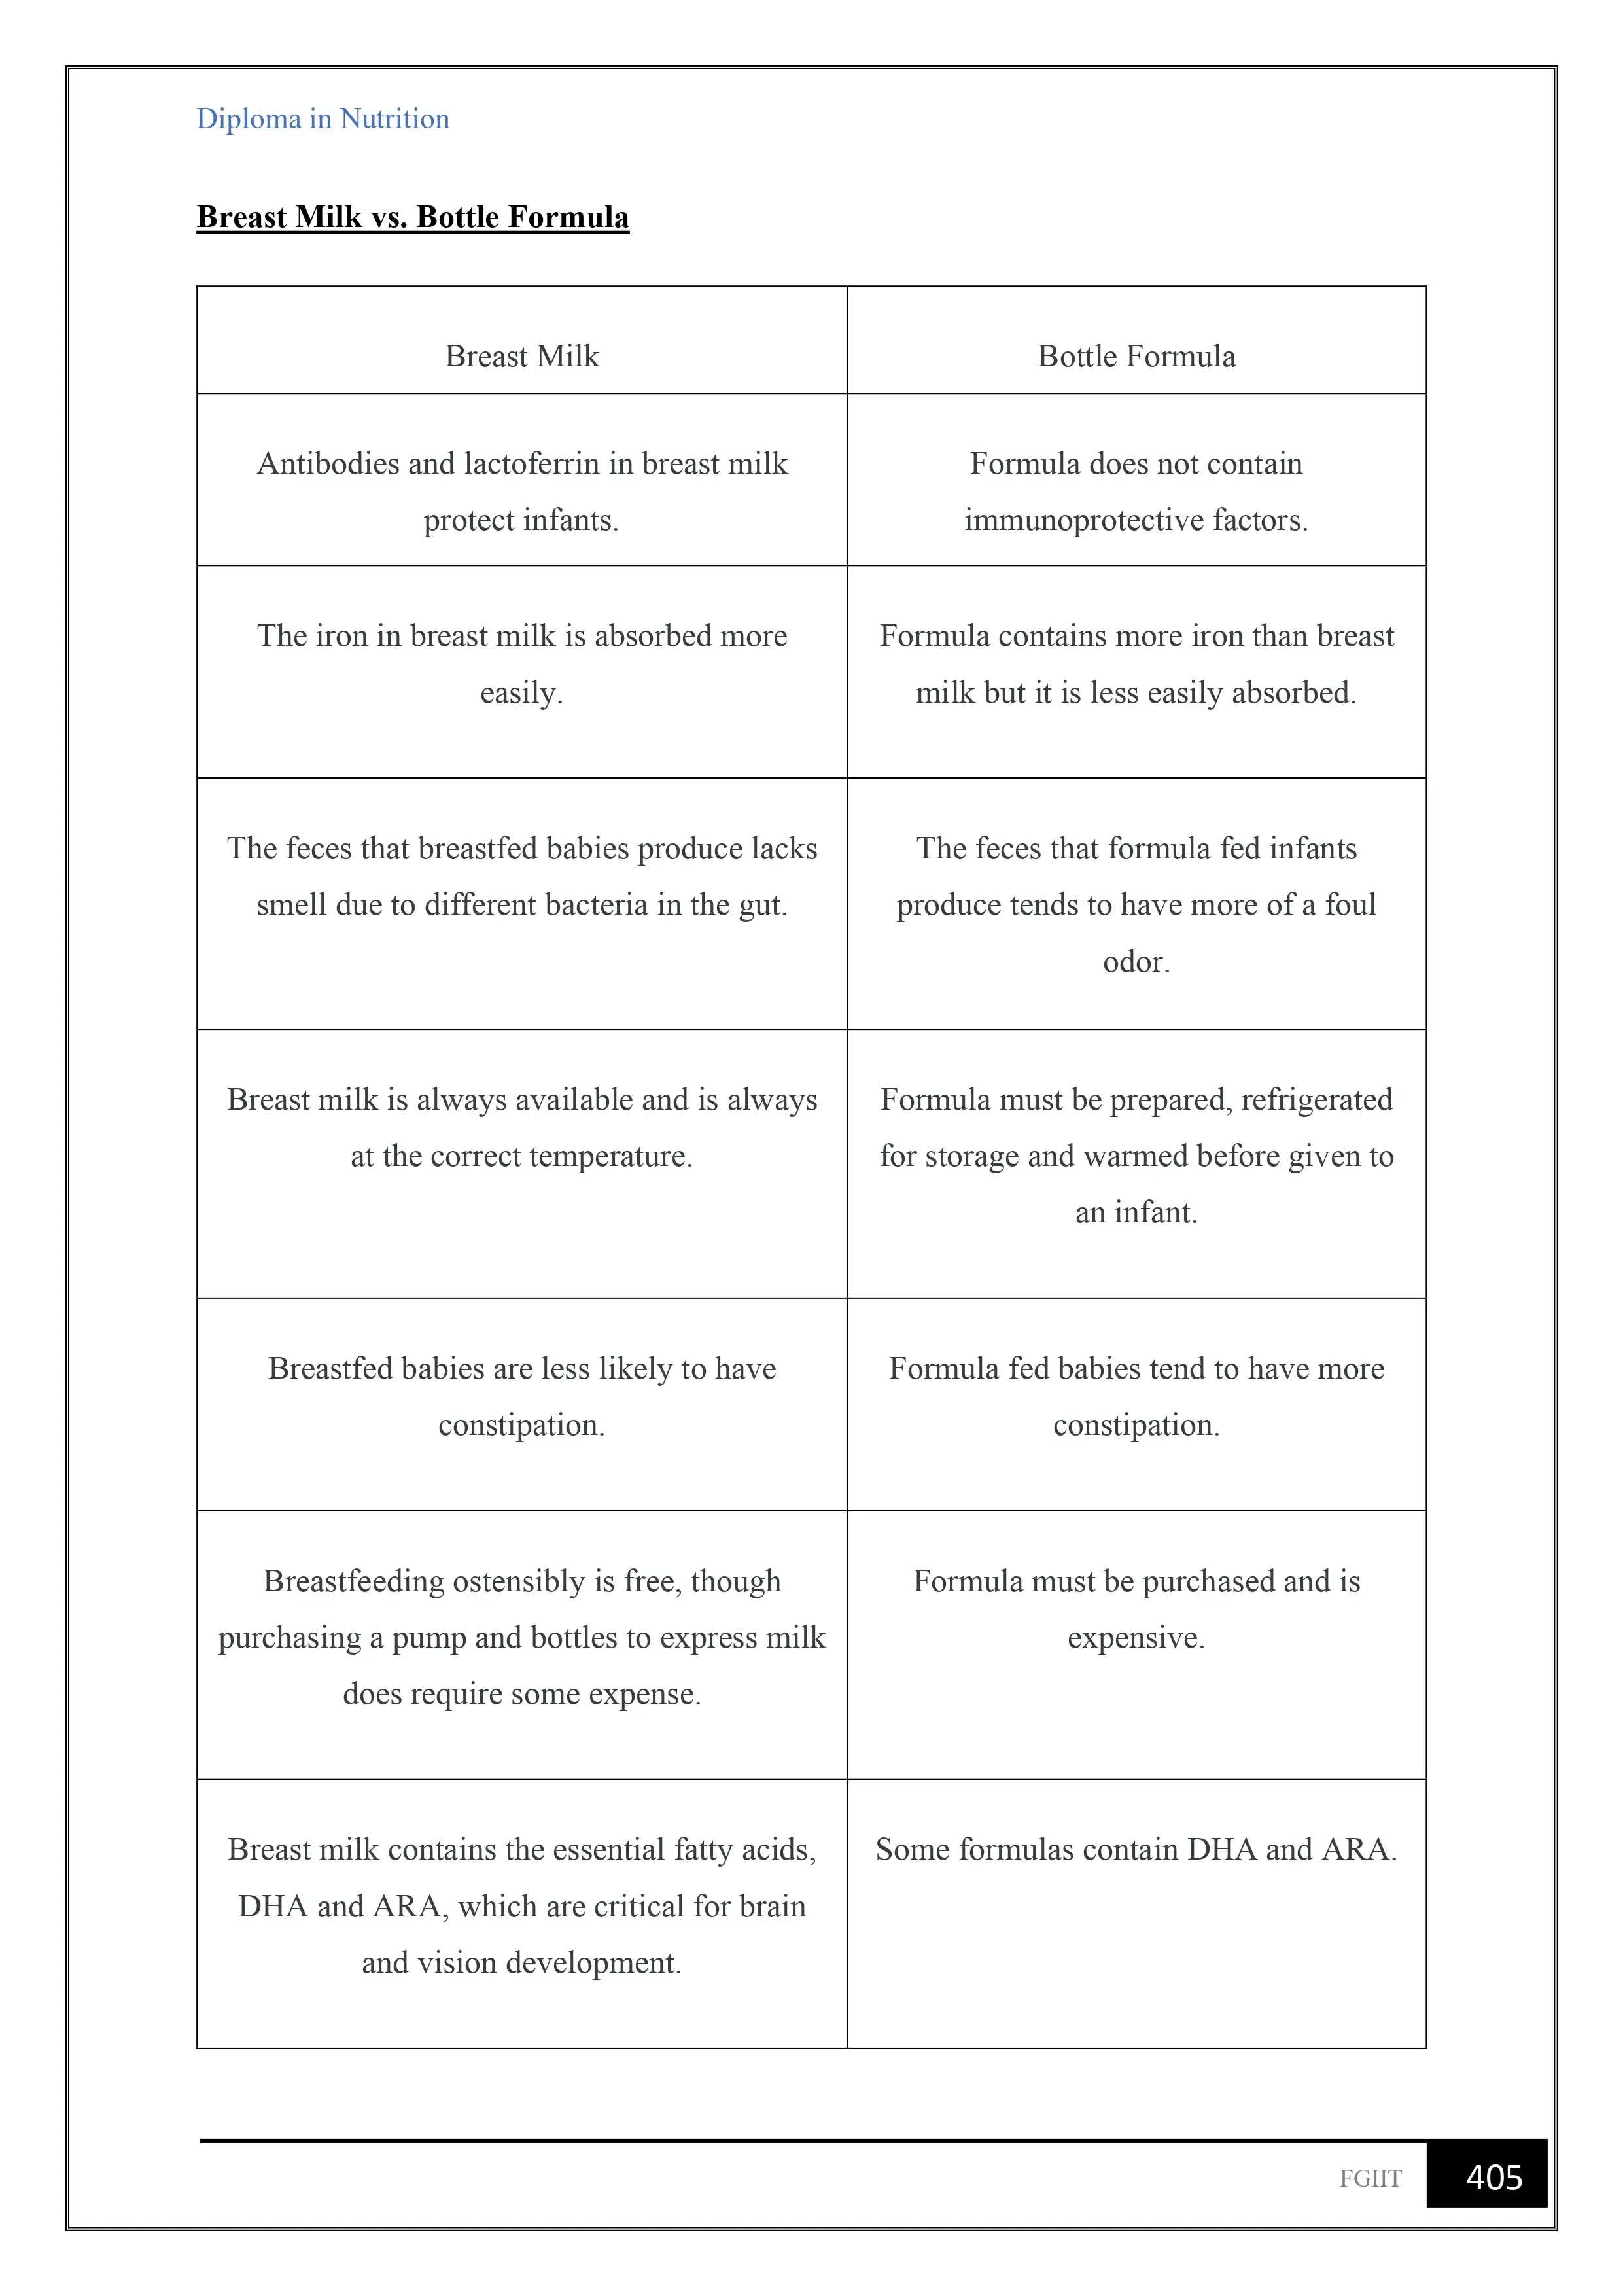 Diploma in Nutrition
Breast Milk vs. Bottle Formula
Breast Milk
Bottle Formula
Antibodies and lactoferrin in breast milk
protect infants.
Formula does not contain
immunoprotective factors.
The iron in breast milk is absorbed more
easily.
Formula contains more iron than breast
milk but it is less easily absorbed.
The feces that breastfed babies produce lacks
smell due to different bacteria in the gut.
The feces that formula fed infants
produce tends to have more of a foul
odor.
Breast milk is always available and is always
at the correct temperature.
Formula must be prepared, refrigerated
for storage and warmed before given to
an infant.
Breastfed babies are less likely to have
constipation.
Formula fed babies tend to have more
constipation.
Breastfeeding ostensibly is free, though
purchasing a pump and bottles to express milk
does require some expense.
Formula must be purchased and is
expensive.
Breast milk contains the essential fatty acids,
DHA and ARA, which are critical for brain
and vision development.
Some formulas contain DHA and ARA.
FGIIT
405